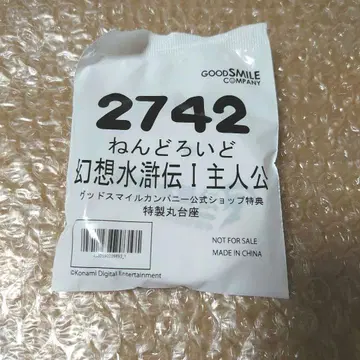 GOODSMILE
COMPANY
2742
ねんどろいど
幻想水滸伝 I 主人公
グッドスマイルカンパニー公式ショップ特典
特製丸台座
NOT FOR SALE
MADE IN CHINA
©Konami Digital Entertainment